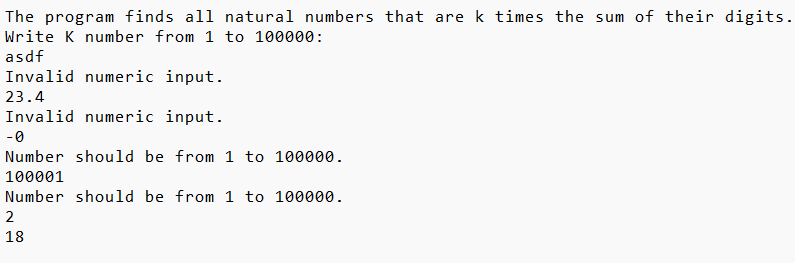 The program finds all natural numbers that are k times the sum of their digits.
Write K number from 1 to 100000:
asdf
Invalid numeric input.
23.4
Invalid numeric input.
-0
Number should be from 1 to 100000.
100001
Number should be from 1 to 100000.
2
18